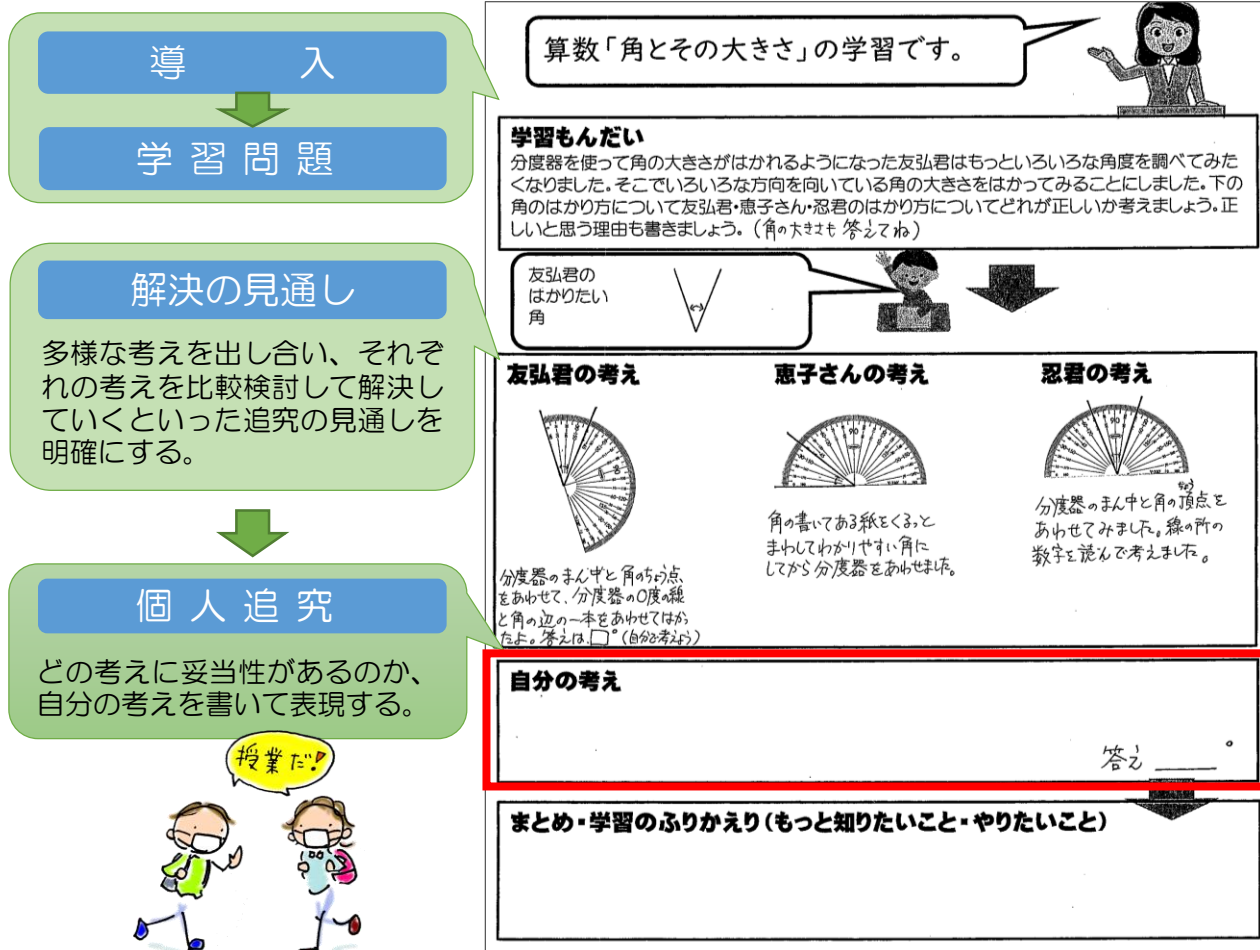 導　入
学 習 問 題
解決の見通し
多様な考えを出し合い、それぞ
れの考えを比較検討して解決し
ていくといった追究の見通しを
明確にする。
個 人 追 究
どの考えに妥当性があるのか、
自分の考えを書いて表現する。
授業だ!
算数「角とその大きさ」の学習です。
学習もんだい
分度器を使って角の大きさがはかれるようになった友弘君はもっといろいろな角度を調べてみた
くなりました。そこでいろいろな方向を向いている角の大きさをはかってみることにしました。下の
角のはかり方について友弘君・恵子さん・忍君のはかり方についてどれが正しいか考えましょう。正
しいと思う理由も書きましょう。(角の大きさも答えてね)
友弘君の
はかりたい
角
友弘君の考え
分度器のまん中と角のちょう点、
をあわせて、分度器の0度の線
と角の辺の一本をあわせてはかっ
たよ。答えは、□°(自分で考えよう)
恵子さんの考え
角の書いてある紙をくるっと
まわしてわかりやすい角に
してから分度器をあわせました。
忍君の考え
分度器のまん中と角の頂点を
あわせてみました。線の所の
数字を読んで考えました。
自分の考え
答え ____ °
まとめ・学習のふりかえり(もっと知りたいこと・やりたいこと)